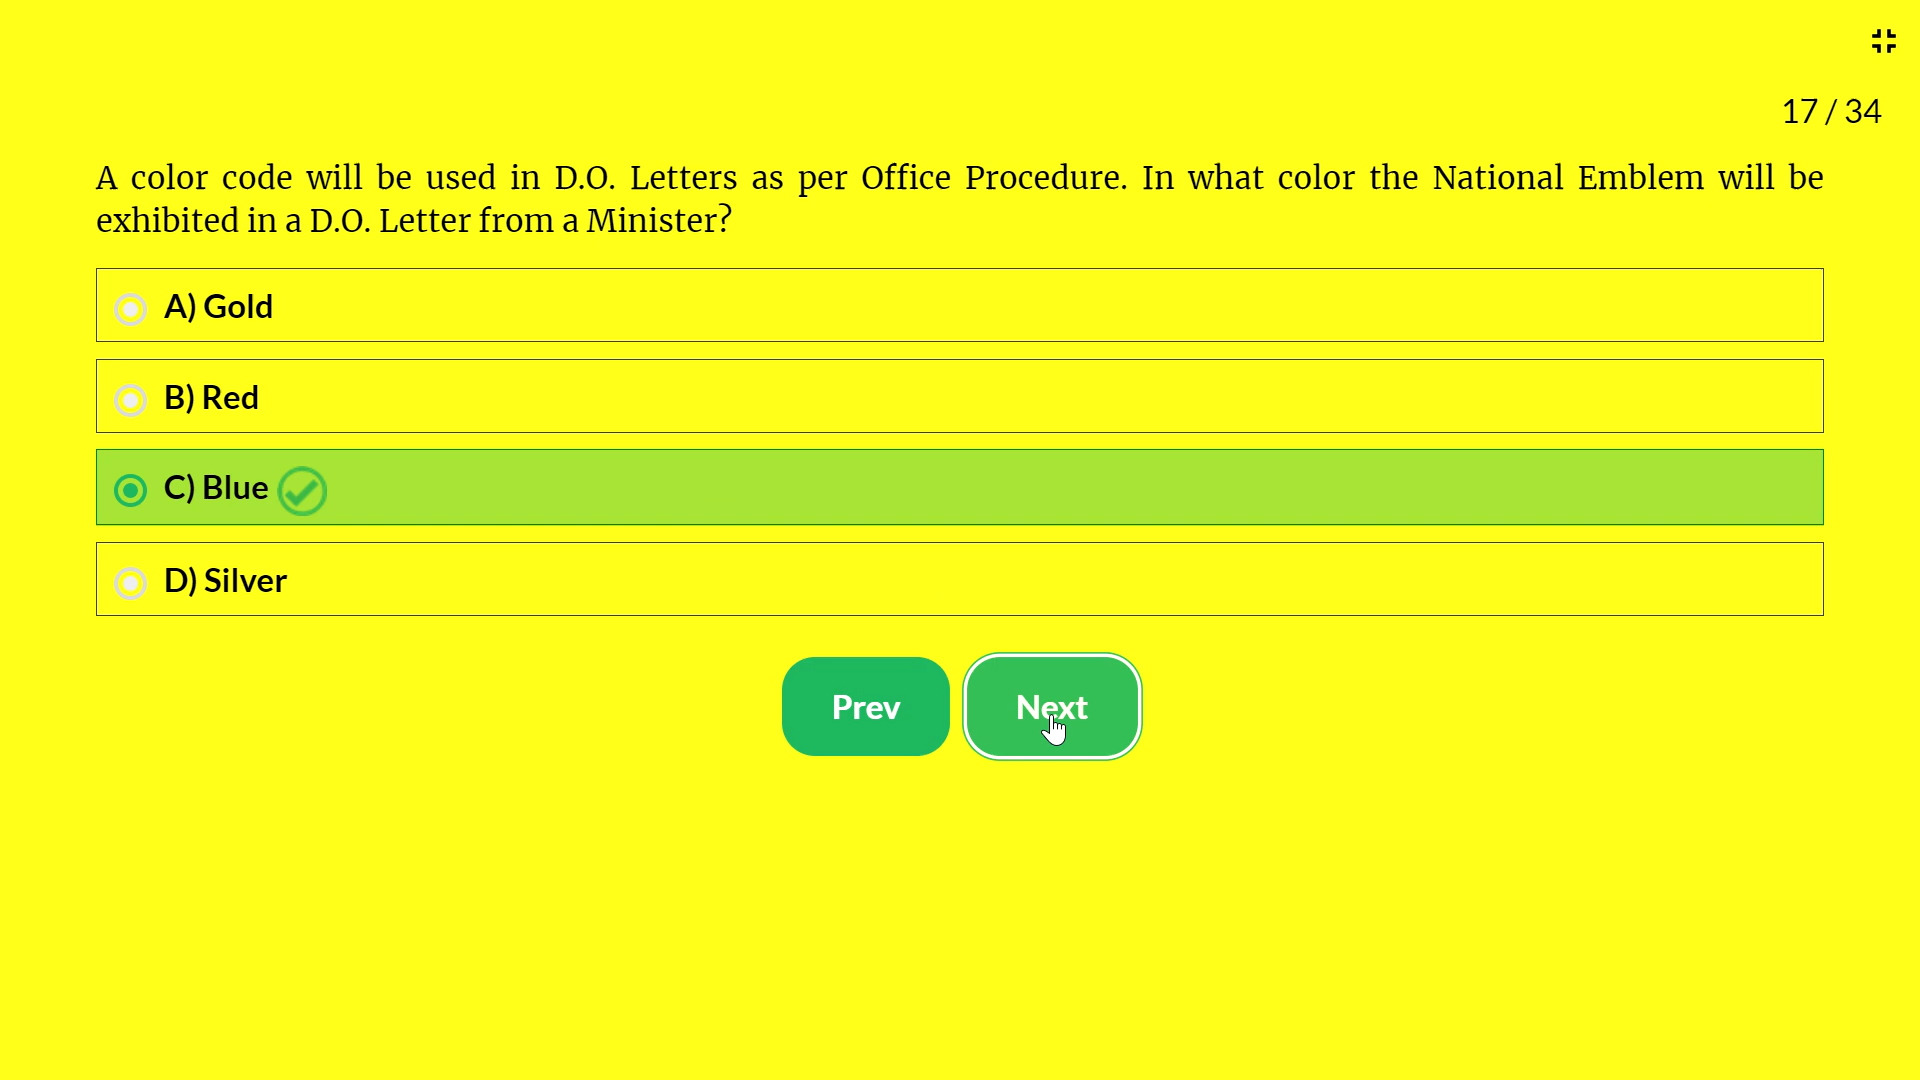 17 / 34
A color code will be used in D.O. Letters as per Office Procedure. In what color the National Emblem will be
exhibited in a D.O. Letter from a Minister?
A) Gold
B) Red
C) Blue
D) Silver
Prev
Next